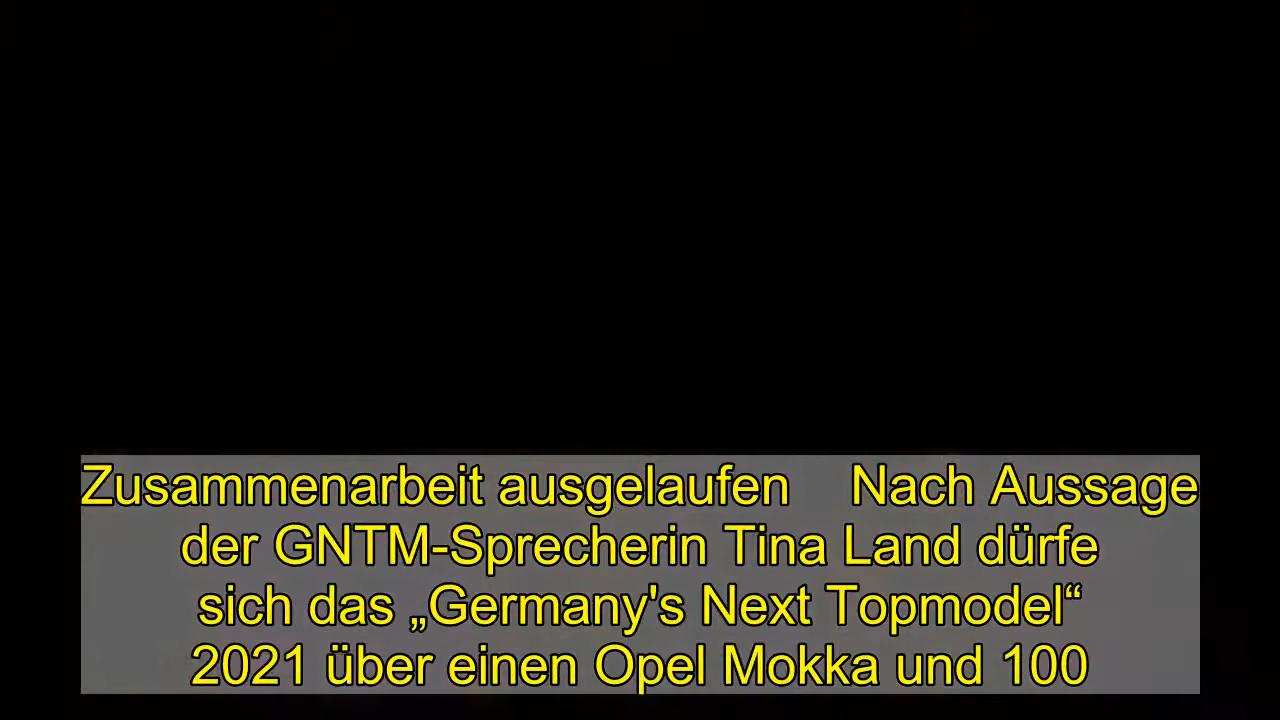 Zusammenarbeit ausgelaufen    Nach Aussage
der GNTM-Sprecherin Tina Land dürfe
sich das „Germany's Next Topmodel“
2021 über einen Opel Mokka und 100